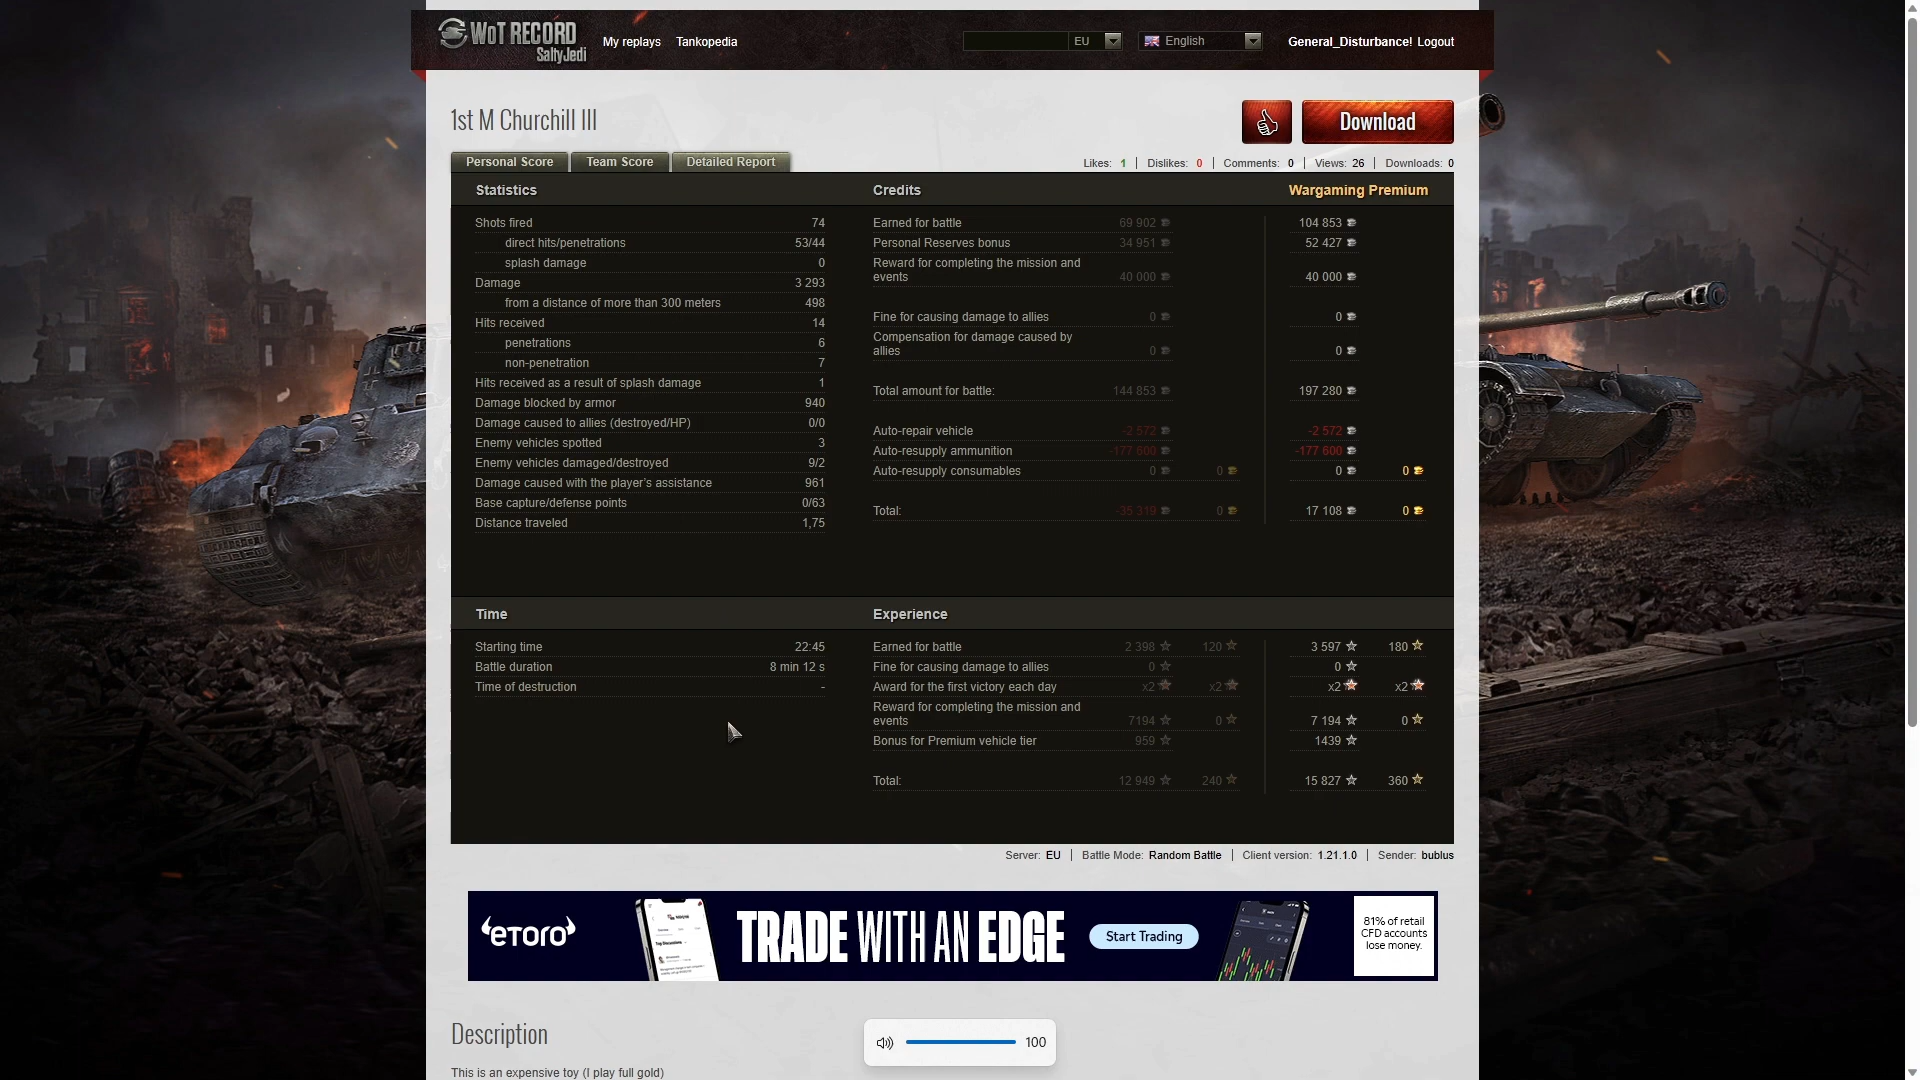 WoT RECORD
SaltyJedi
My replays Tankopedia
EU
English
General_Disturbance! Logout
1st M Churchill III
Download
Personal Score Team Score Detailed Report
Likes: 1 | Dislikes: 0 | Comments: 0 | Views: 26 | Downloads: 0
Statistics
Shots fired 74
direct hits/penetrations 53/44
splash damage 0
Damage 3 293
from a distance of more than 300 meters 498
Hits received 14
penetrations 6
non-penetration 7
Hits received as a result of splash damage 1
Damage blocked by armor 940
Damage caused to allies (destroyed/HP) 0/0
Enemy vehicles spotted 3
Enemy vehicles damaged/destroyed 9/2
Damage caused with the player's assistance 961
Base capture/defense points 0/63
Distance traveled 1,75
Credits Wargaming Premium
Earned for battle 69 902 104 853
Personal Reserves bonus 34 951 52 427
Reward for completing the mission and
events 40 000 40 000
Fine for causing damage to allies 0 0
Compensation for damage caused by
allies 0 0
Total amount for battle: 144 853 197 280
Auto-repair vehicle -2 572 -2 572
Auto-resupply ammunition -177 600 -177 600
Auto-resupply consumables 0 0 0 0
Total: -35 319 0 17 108 0
Time
Starting time 22:45
Battle duration 8 min 12 s
Time of destruction -
Experience
Earned for battle 2 398 120 3 597 180
Fine for causing damage to allies 0 0
Award for the first victory each day x2 x2 x2 x2
Reward for completing the mission and
events 7194 0 7 194 0
Bonus for Premium vehicle tier 959 1439
Total: 12 949 240 15 827 360
Server: EU | Battle Mode: Random Battle | Client version: 1.21.1.0 | Sender: bublus
eToro
TRADE WITH AN EDGE
Start Trading
81% of retail
CFD accounts
lose money.
Description
100
This is an expensive toy (I play full gold)